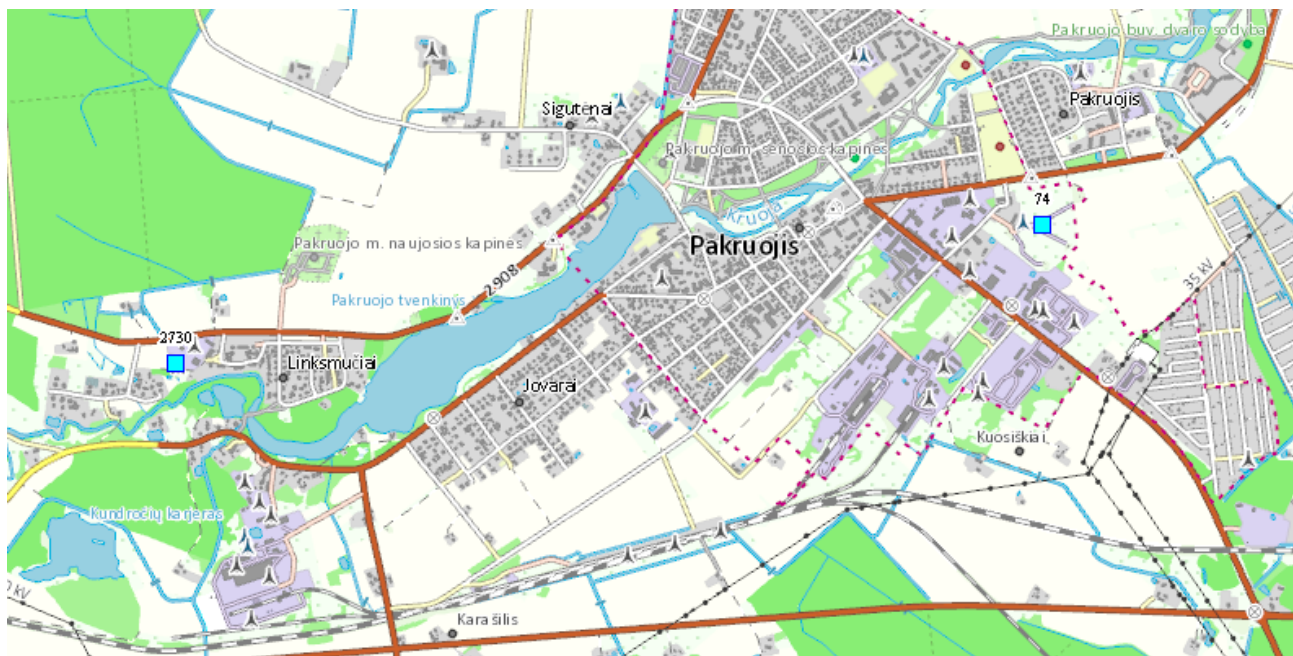 Pakruojo buv. dvaro sodyba
Sigutėnai
Pakruojis
Pakruojo m. senosios kapinės
74
Kruoja
Pakruojis
Pakruojo m. naujosios kapinės
2908
35 kV
Pakruojo tvenkinys
2730
Linksmučiai
Jovarai
Kuosiškiai
Kundročių karjeras
0 kV
Karašilis